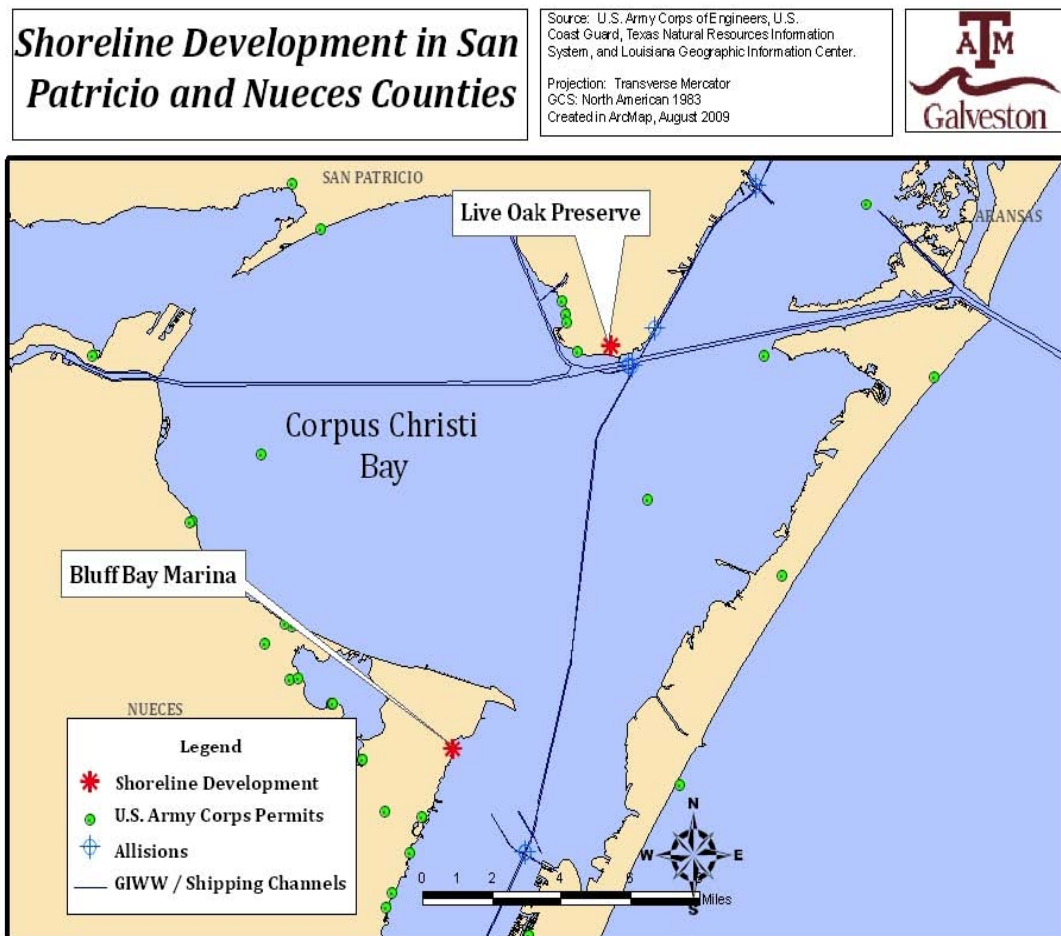 Shoreline Development in San
Patricio and Nueces Counties
Source: U.S. Army Corps of Engineers, U.S.
Coast Guard, Texas Natural Resources Information
System, and Louisiana Geographic Information Center.
Projection: Transverse Mercator
GCS: North American 1983
Created in ArcMap, August 2009
ATM
Galveston
SAN PATRICIO
Live Oak Preserve
ARANSAS
Corpus Christi
Bay
Bluff Bay Marina
NUECES
Legend
Shoreline Development
U.S. Army Corps Permits
Allisions
GIWW / Shipping Channels
N
W E
S
0 1 2 4 6
Miles